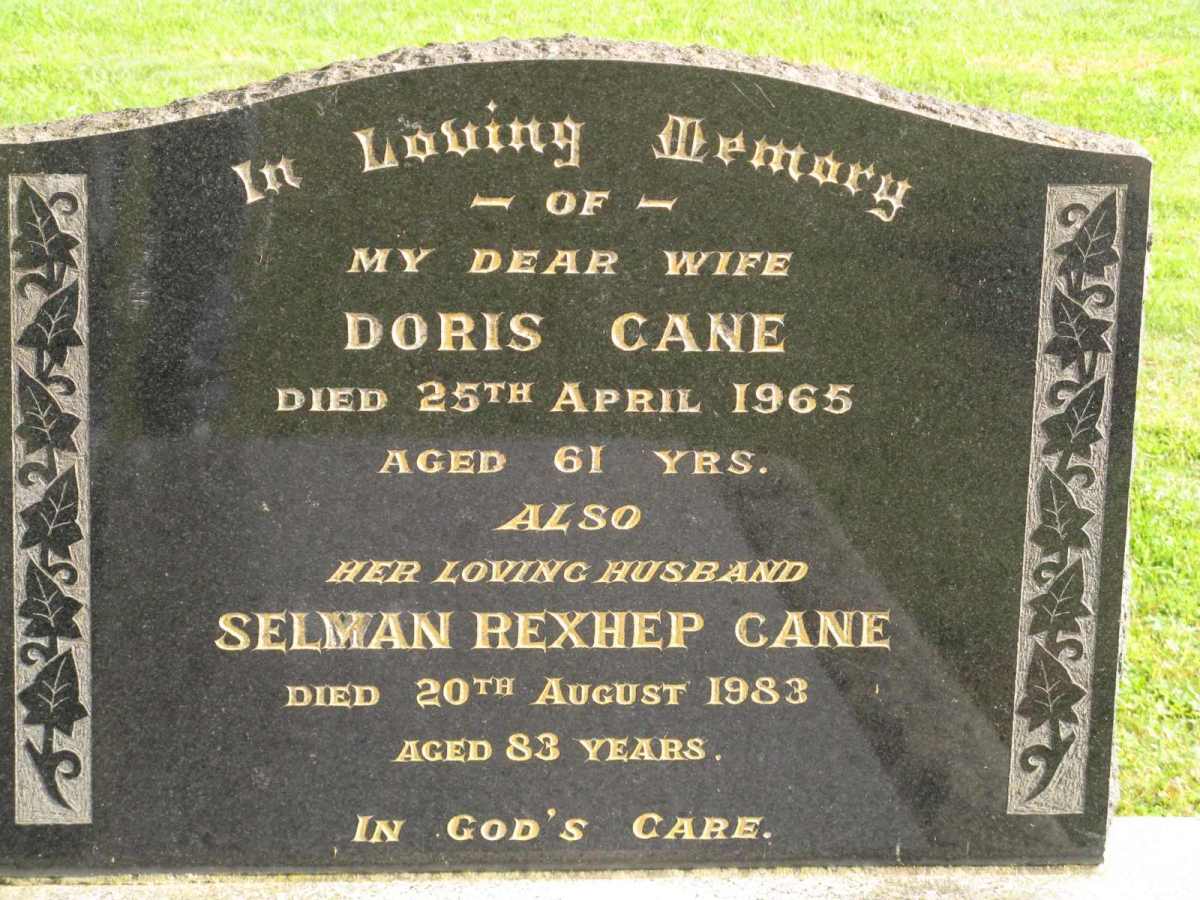 In Loving Memory
- OF -
MY DEAR WIFE
DORIS CANE
DIED 25TH APRIL 1965
AGED 61 YRS.
ALSO
HER LOVING HUSBAND
SELMAN REXHEP CANE
DIED 20TH AUGUST 1983
AGED 83 YEARS.
IN GOD'S CARE.